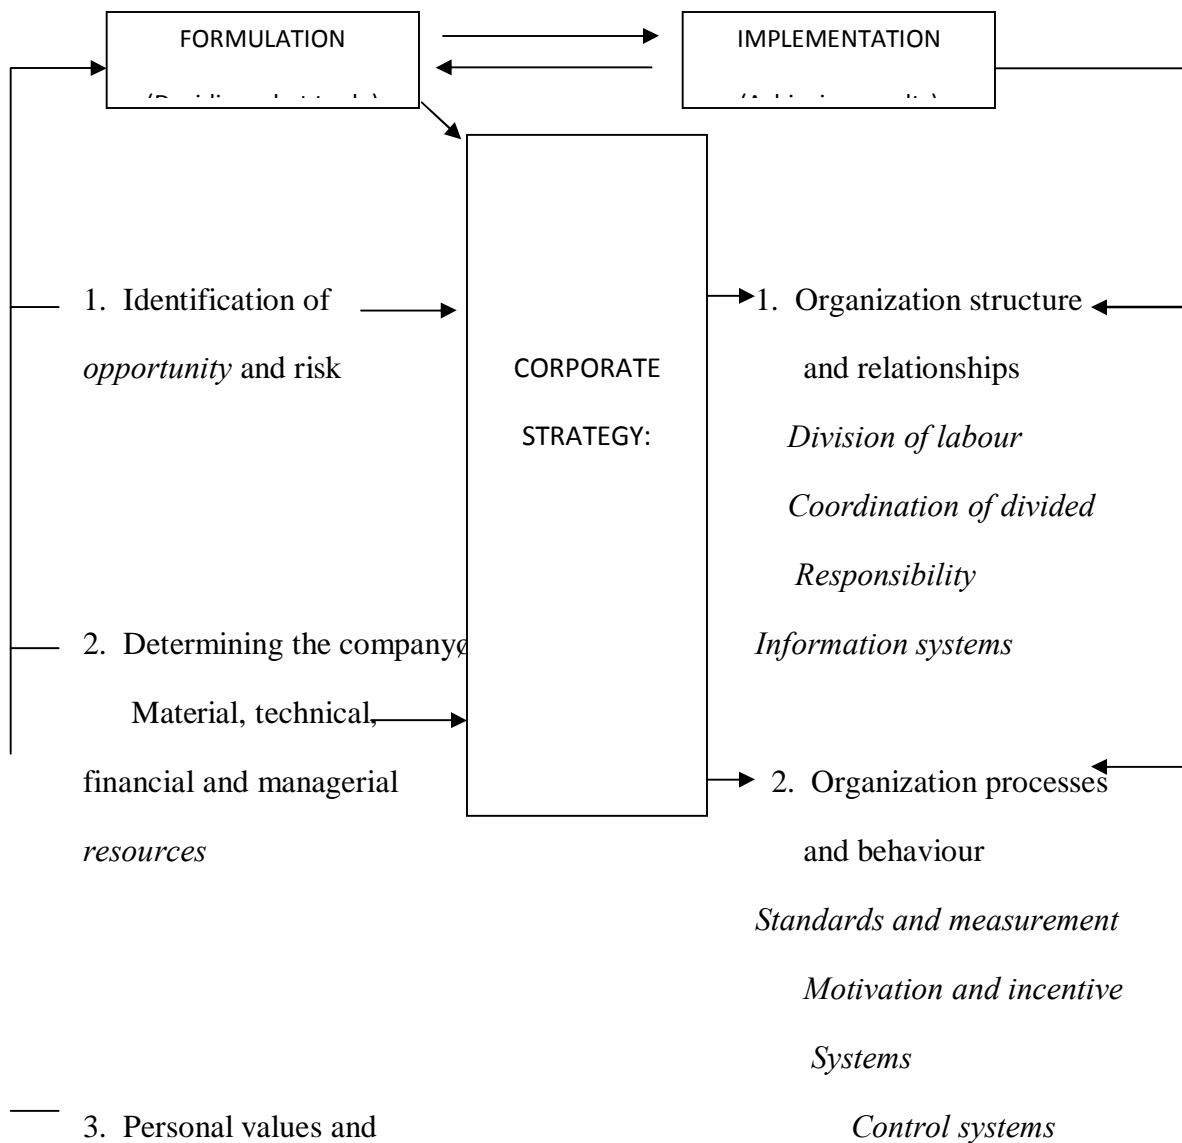 FORMULATION
IMPLEMENTATION
1. Identification of
opportunity and risk
2. Determining the companyø
Material, technical,
financial and managerial
resources
3. Personal values and
CORPORATE
STRATEGY:
1. Organization structure
and relationships
Division of labour
Coordination of divided
Responsibility
Information systems
2. Organization processes
and behaviour
Standards and measurement
Motivation and incentive
Systems
Control systems